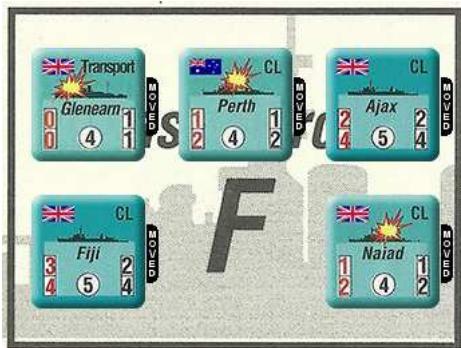 Transport
Glenearn
0 1
0 4 1
MOVED
CL
Perth
1 1
2 4 2
MOVED
CL
Ajax
2 2
4 5 4
MOVED
F
CL
Fiji
3 2
4 5 4
MOVED
CL
Naiad
1 1
2 4 2
MOVED